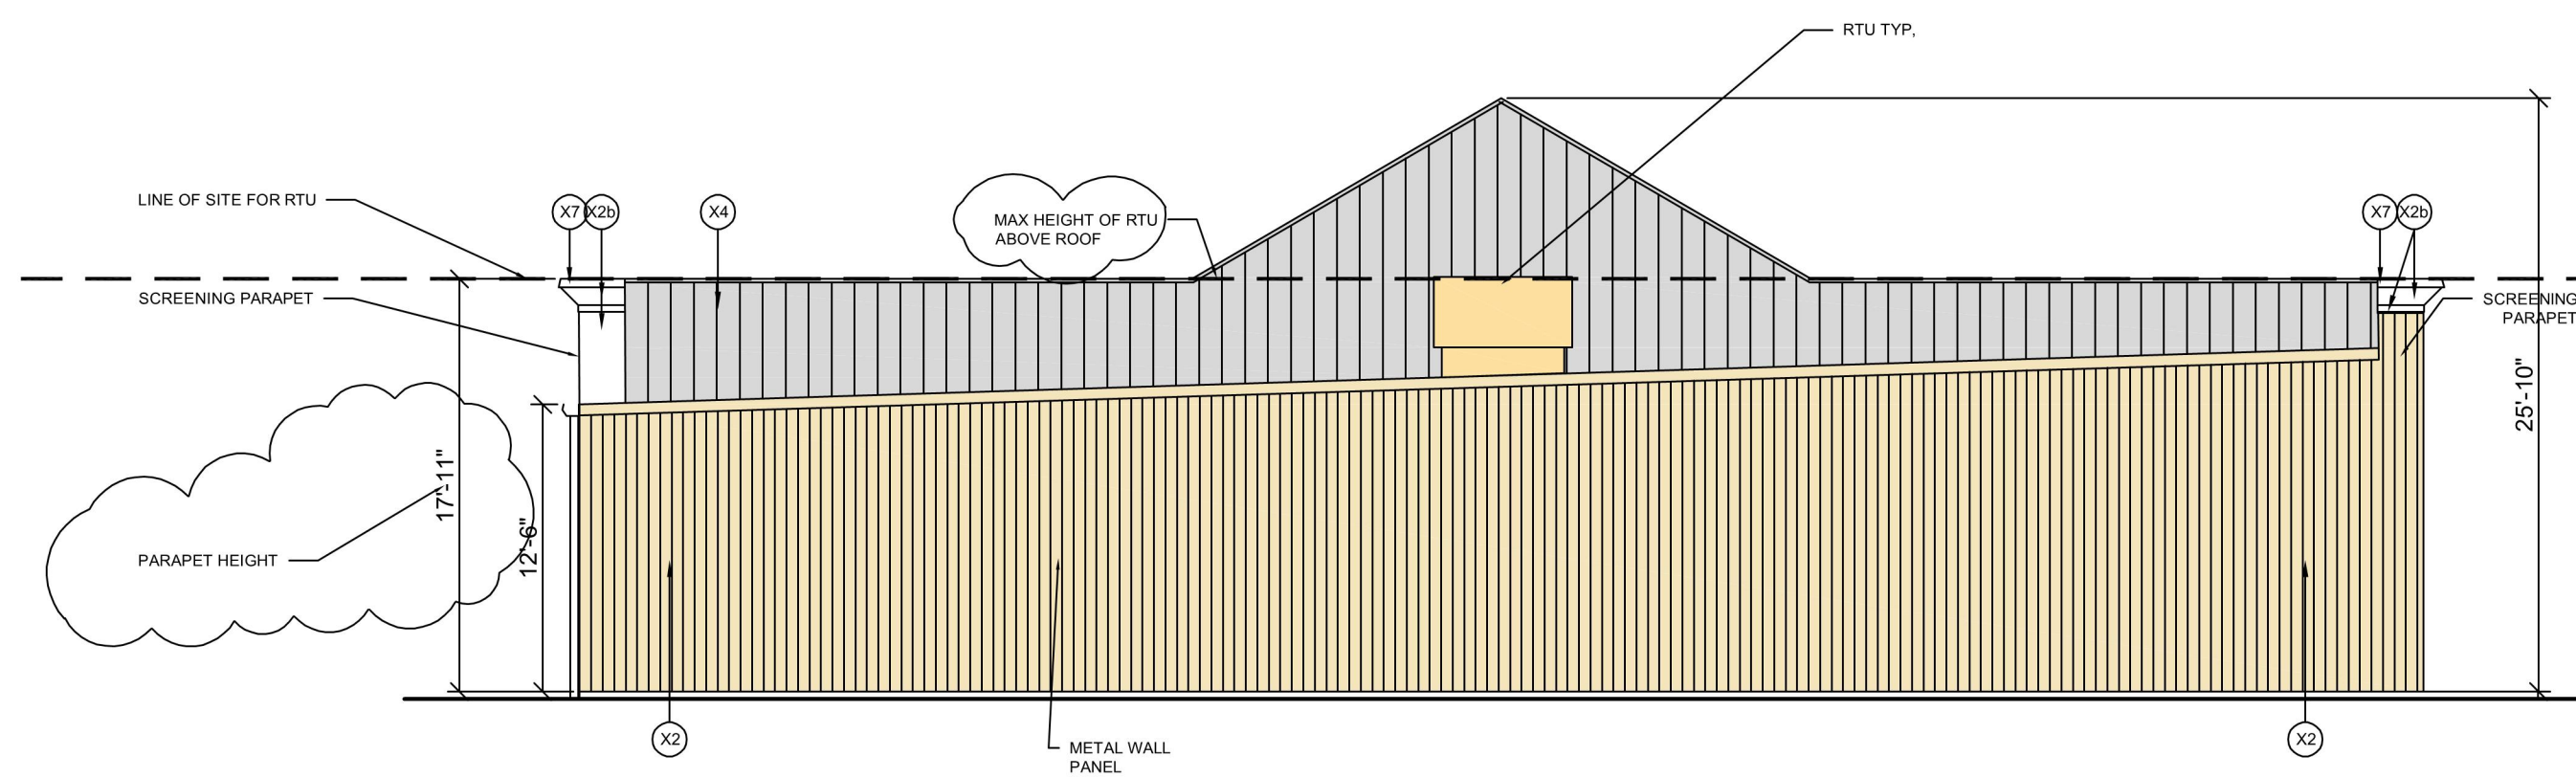 RTU TYP,
LINE OF SITE FOR RTU
X7
X2b
X4
MAX HEIGHT OF RTU
ABOVE ROOF
X7
X2b
SCREENING PARAPET
SCREENING
PARAPET
25'-10"
17'-11"
12'-6"
PARAPET HEIGHT
X2
METAL WALL
PANEL
X2